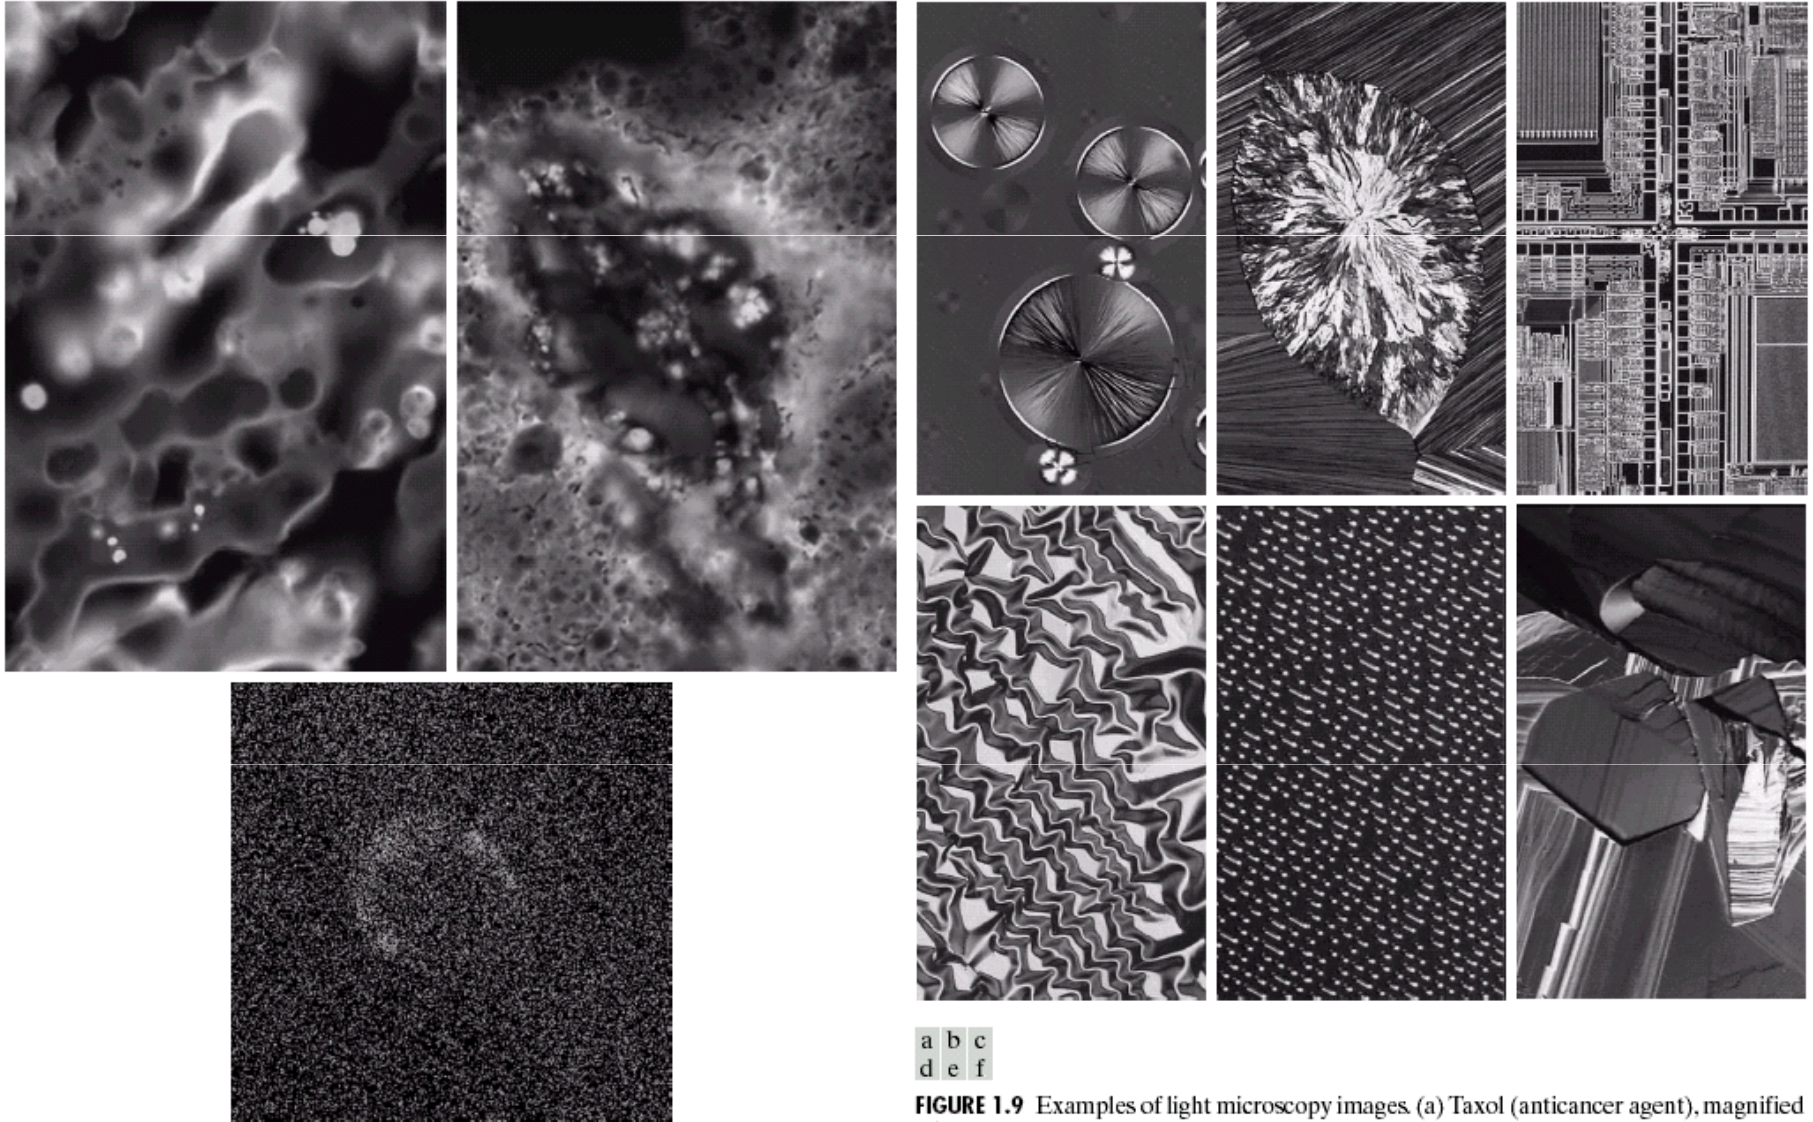 a b c
d e f
FIGURE 1.9 Examples of light microscopy images. (a) Taxol (anticancer agent), magnified